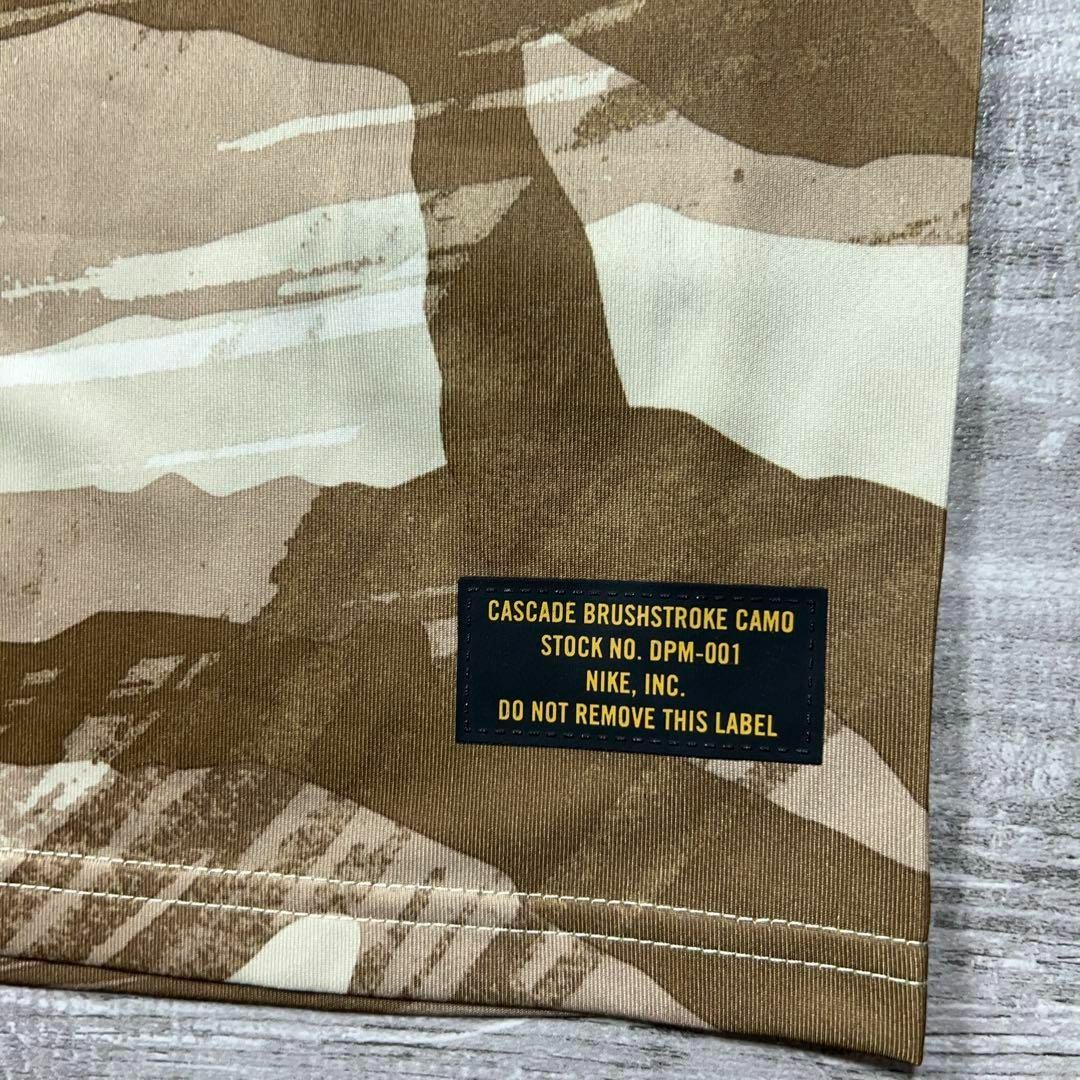 CASCADE BRUSHSTROKE CAMO
STOCK NO. DPM-001
NIKE, INC.
DO NOT REMOVE THIS LABEL